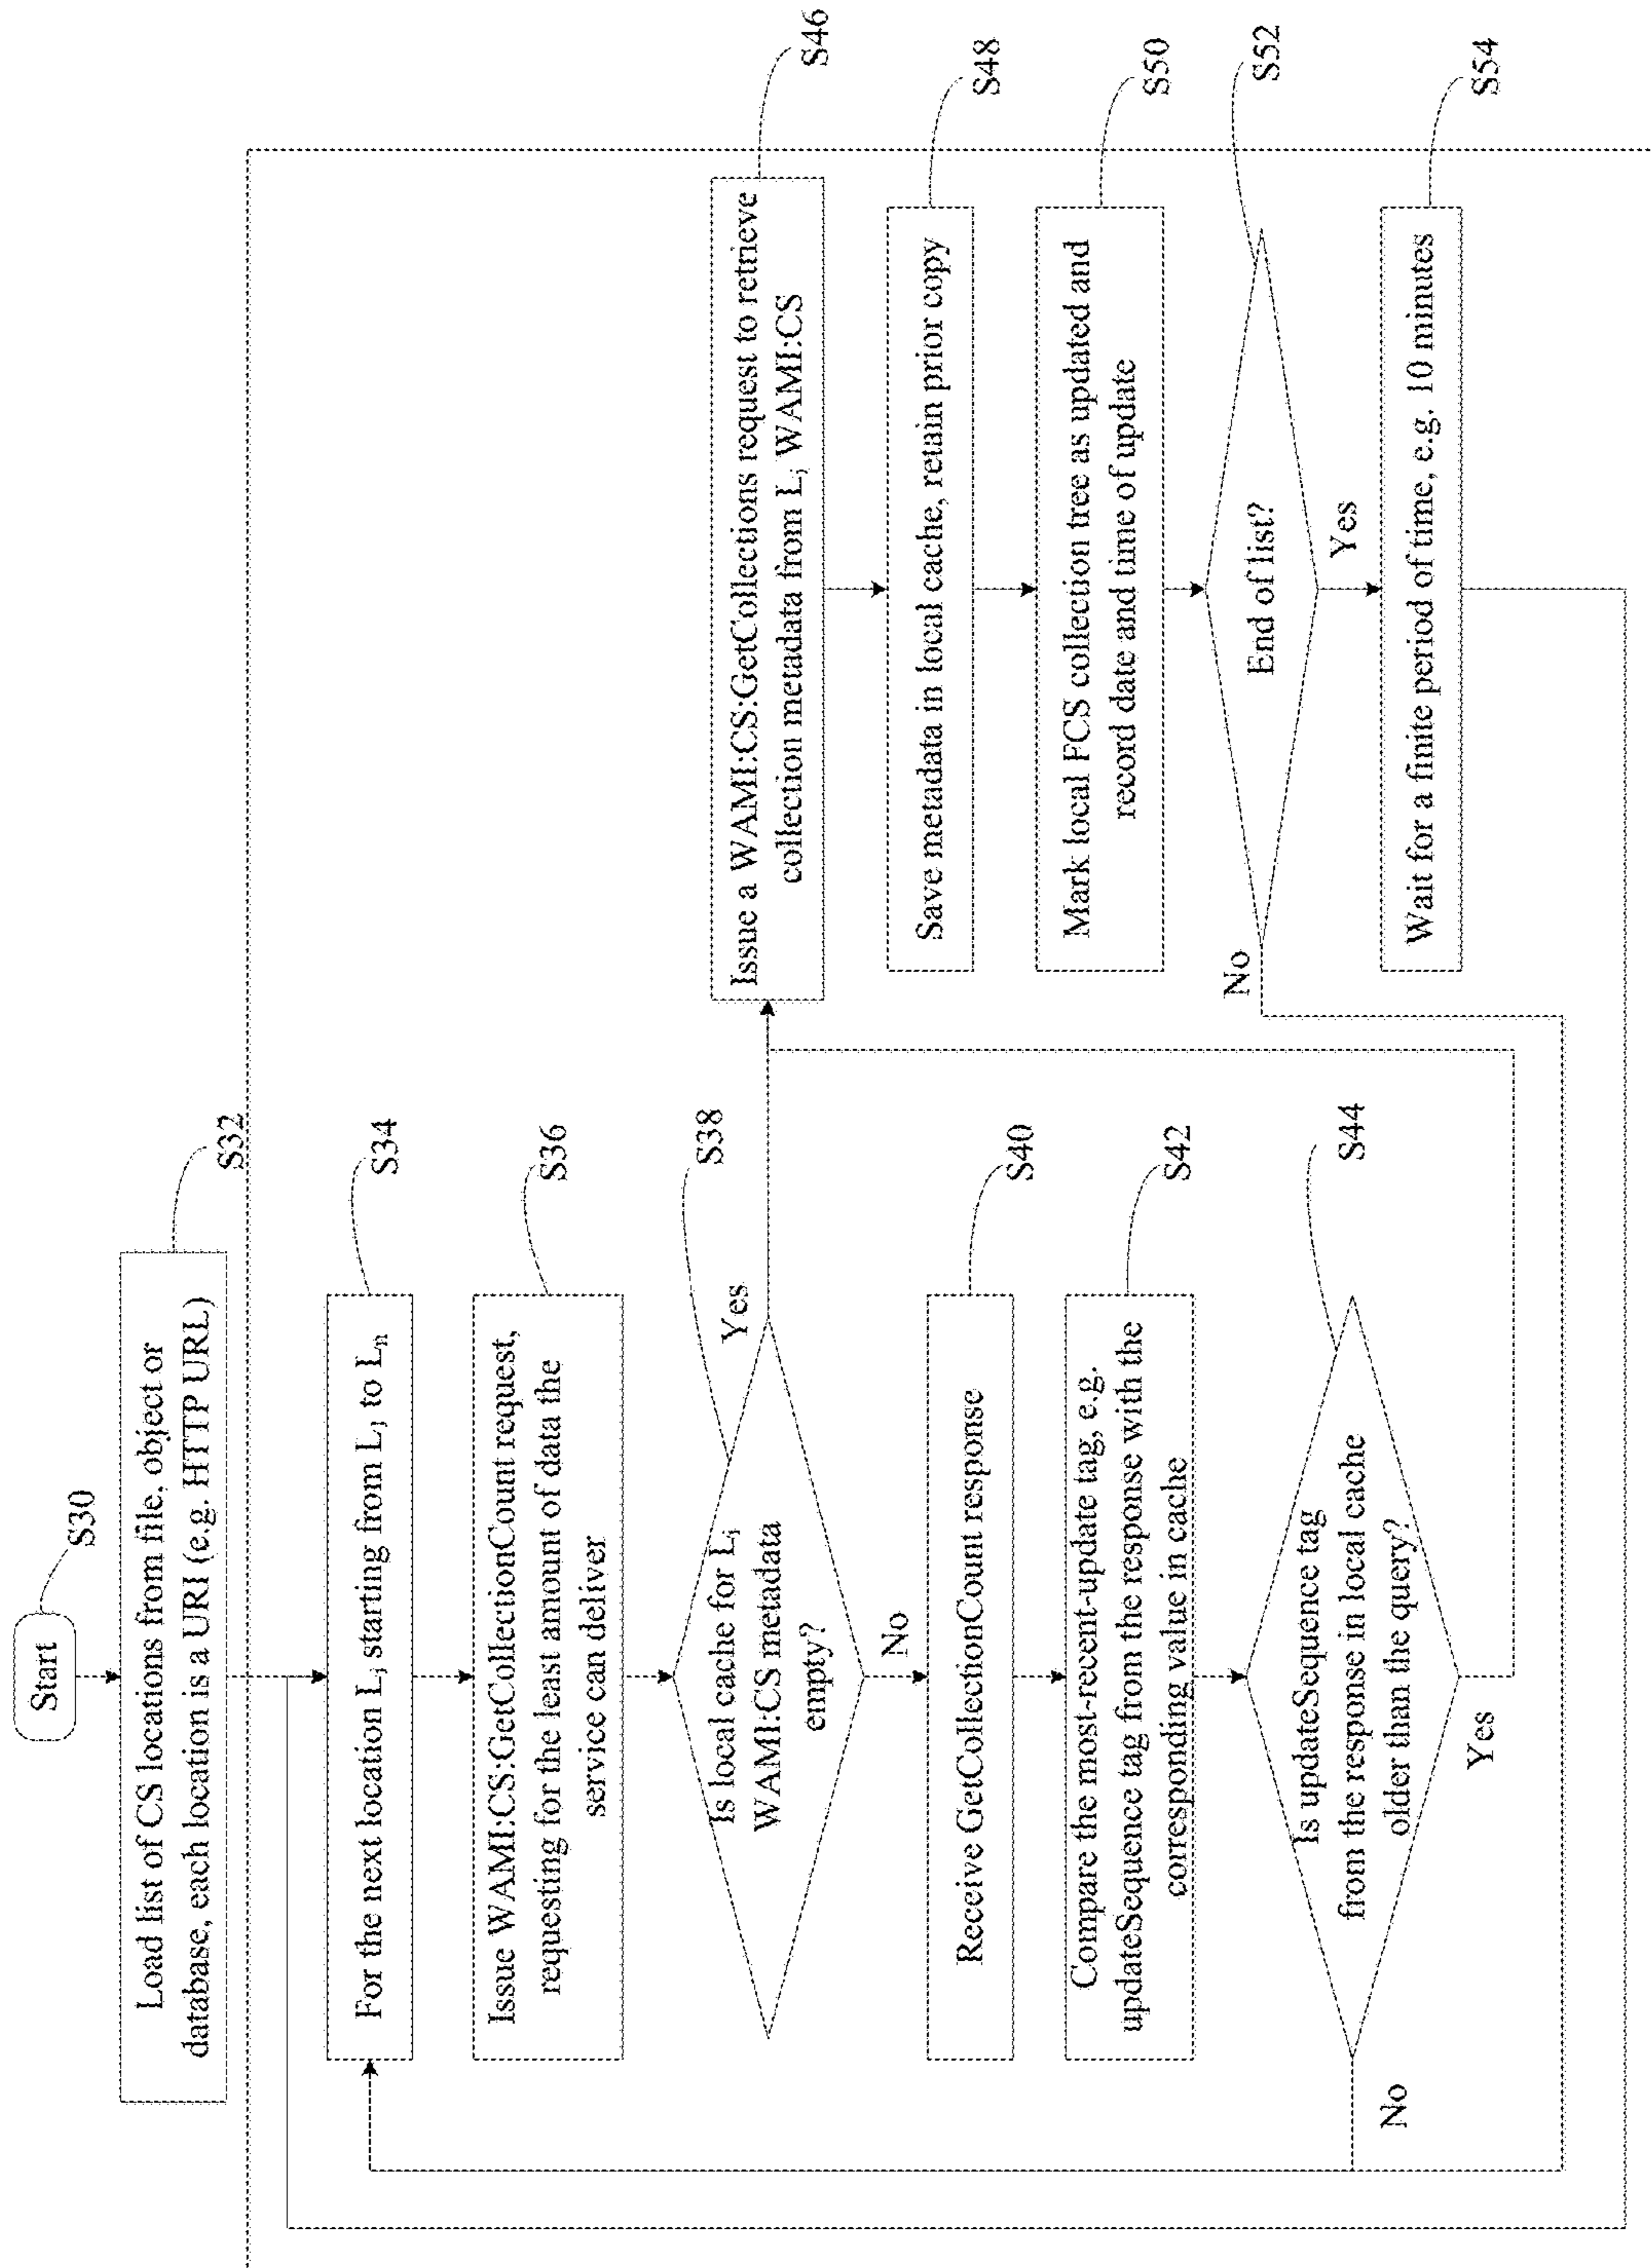 Start
S30
Load list of CS locations from file, object or
database, each location is a URI (e.g. HTTP URL)
S32
For the next location Li starting from L1 to Ln
S34
Issue WAMI:CS:GetCollectionCount request,
requesting for the least amount of data the
service can deliver
S36
Is local cache for Li
WAMI:CS metadata
empty?
S38
Yes
No
Receive GetCollectionCount response
S40
Compare the most-recent-update tag, e.g.
updateSequence tag from the response with the
corresponding value in cache
S42
Is updateSequence tag
from the response in local cache
older than the query?
S44
No
Yes
Issue a WAMI:CS:GetCollections request to retrieve
collection metadata from Li WAMI:CS
S46
Save metadata in local cache, retain prior copy
S48
Mark local FCS collection tree as updated and
record date and time of update
S50
End of list?
S52
No
Yes
Wait for a finite period of time, e.g. 10 minutes
S54